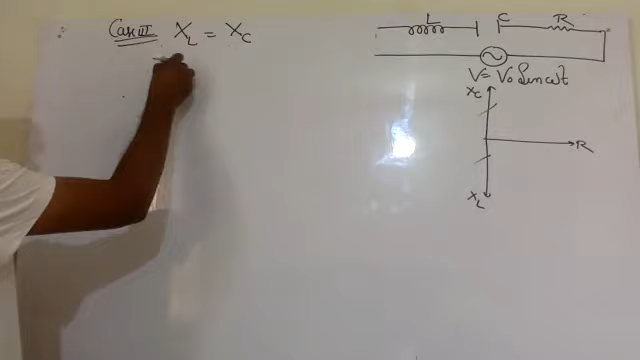 Case III X_L = X_C
L C R
V = V₀ Sin ωt
X_C
R
X_L